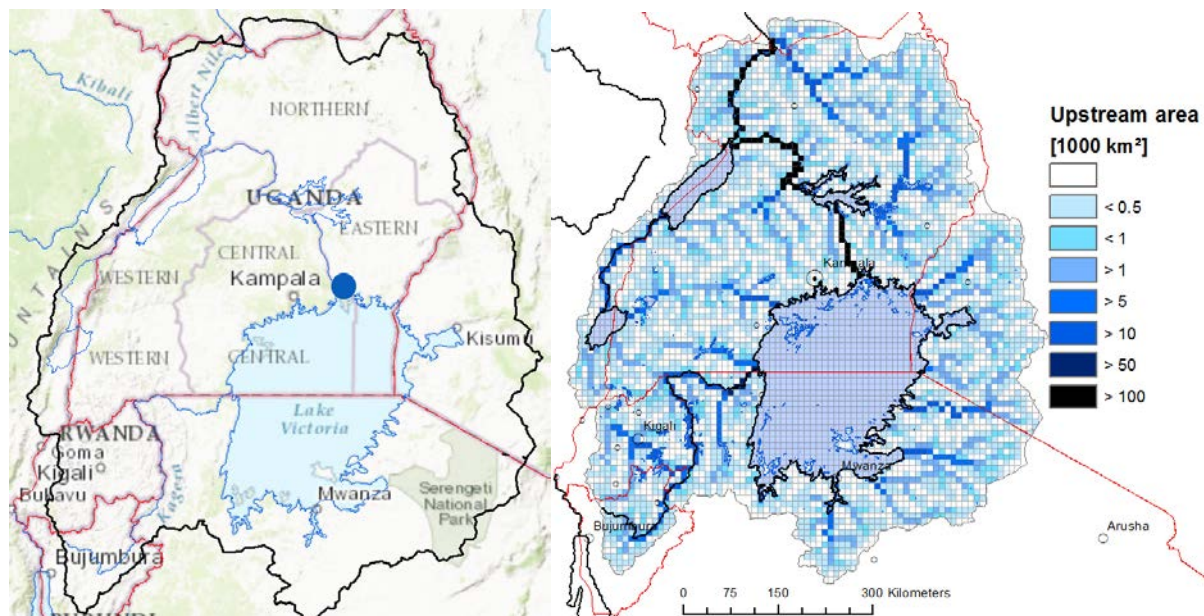 Kibali
Albert Nile
NORTHERN
UGANDA
EASTERN
CENTRAL
WESTERN
Kampala
UNTAINS
WESTERN
CENTRAL
Kisumu
Lake
Victoria
RWANDA
Goma
Kigali
Bukavu
Kagera
Mwanza
Serengeti
National
Park
Bujumbura
Kampala
Kigali
Mwanza
Bujumbura
Arusha
0 75 150 300 Kilometers
Upstream area
[1000 km²]
< 0.5
< 1
> 1
> 5
> 10
> 50
> 100